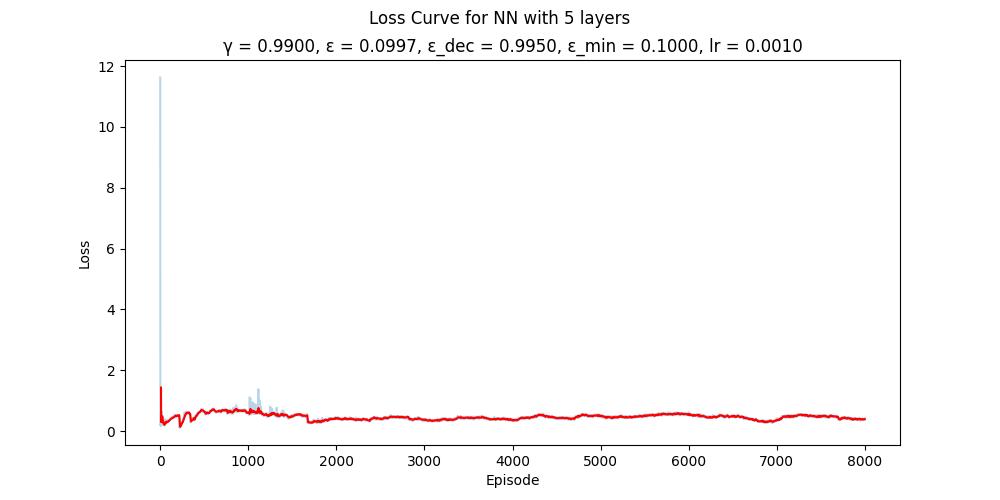 Loss Curve for NN with 5 layers
γ = 0.9900, ε = 0.0997, ε_dec = 0.9950, ε_min = 0.1000, lr = 0.0010
12
10
8
6
4
2
0
Loss
0 1000 2000 3000 4000 5000 6000 7000 8000
Episode